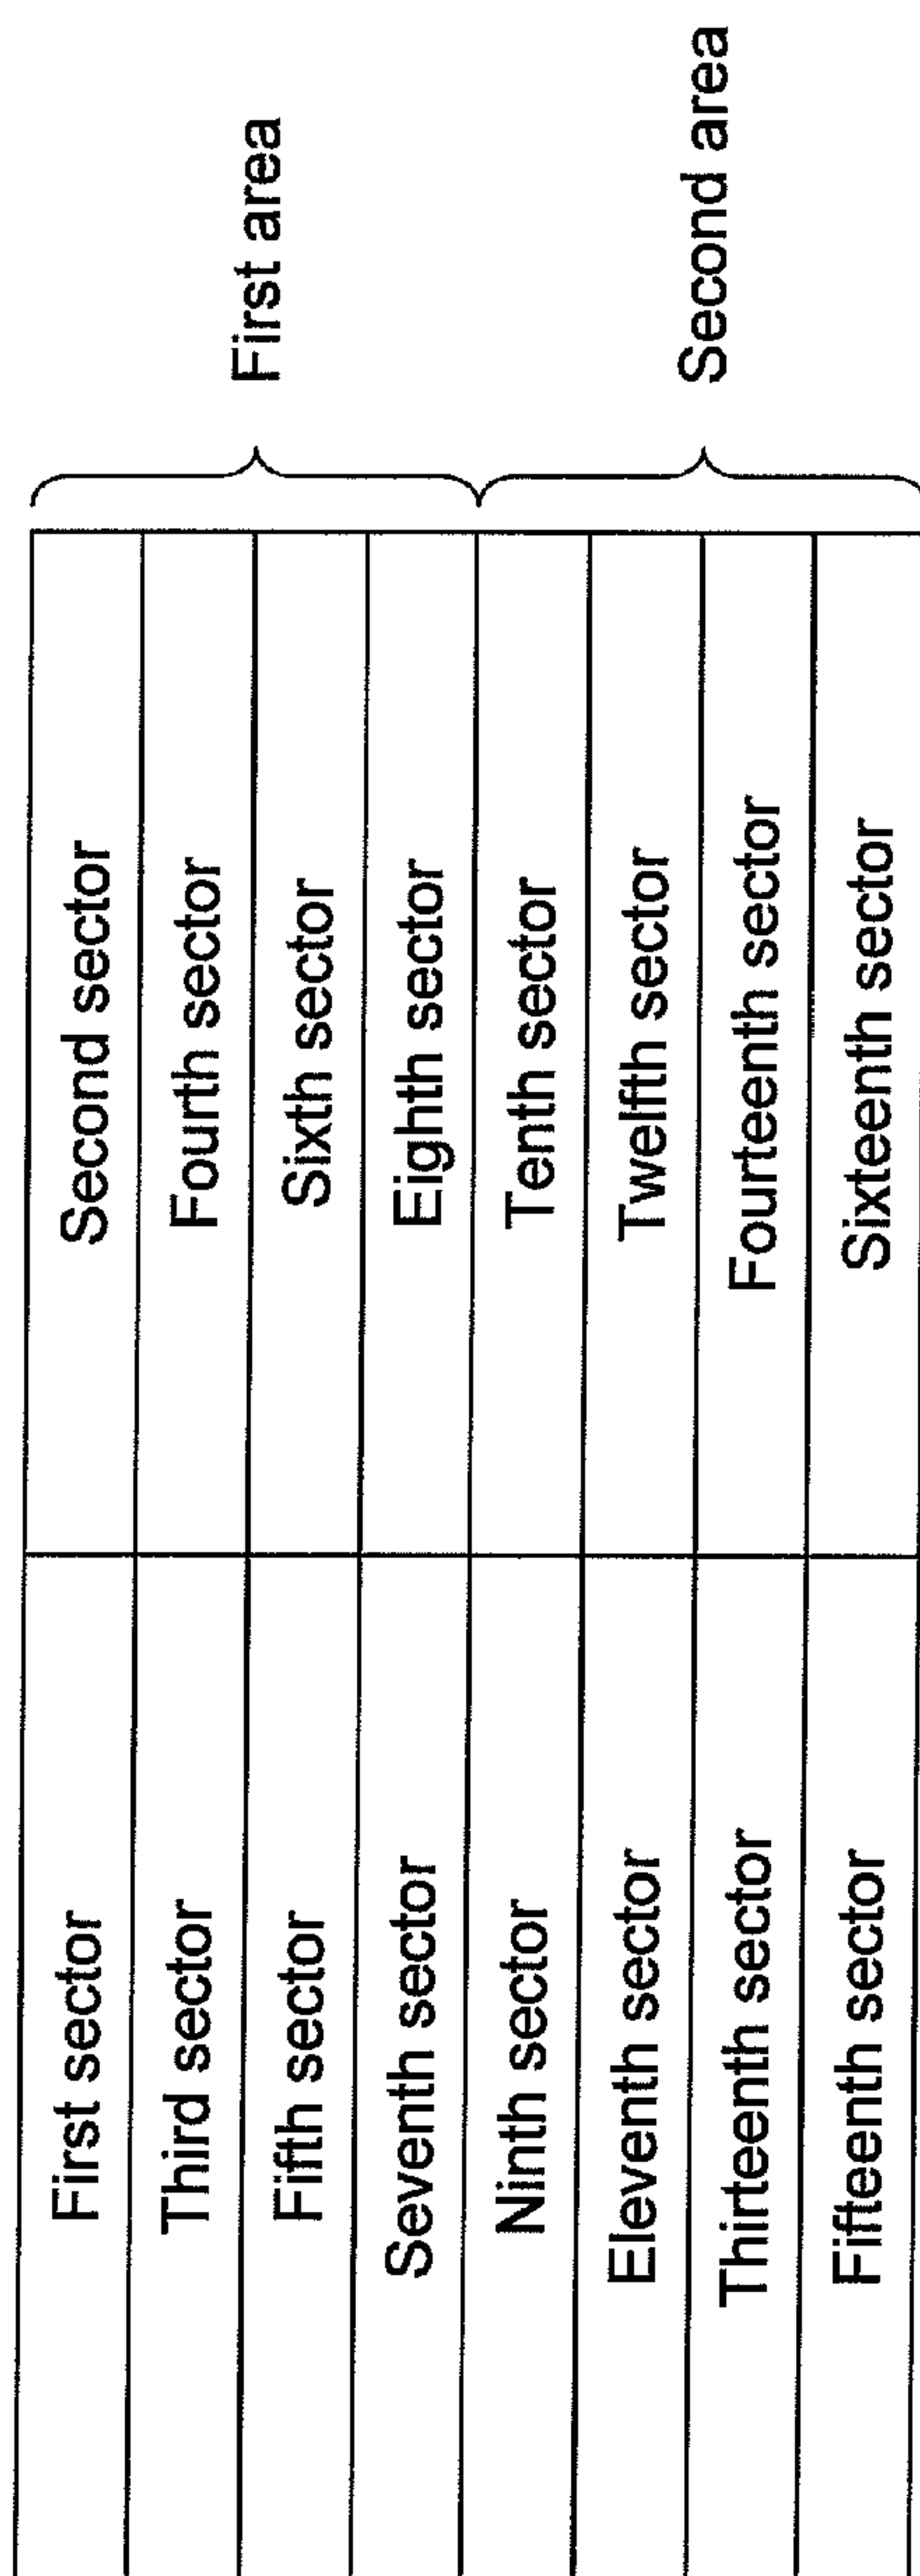 First sector Second sector
Third sector Fourth sector
Fifth sector Sixth sector
Seventh sector Eighth sector
First area
Ninth sector Tenth sector
Eleventh sector Twelfth sector
Thirteenth sector Fourteenth sector
Fifteenth sector Sixteenth sector
Second area